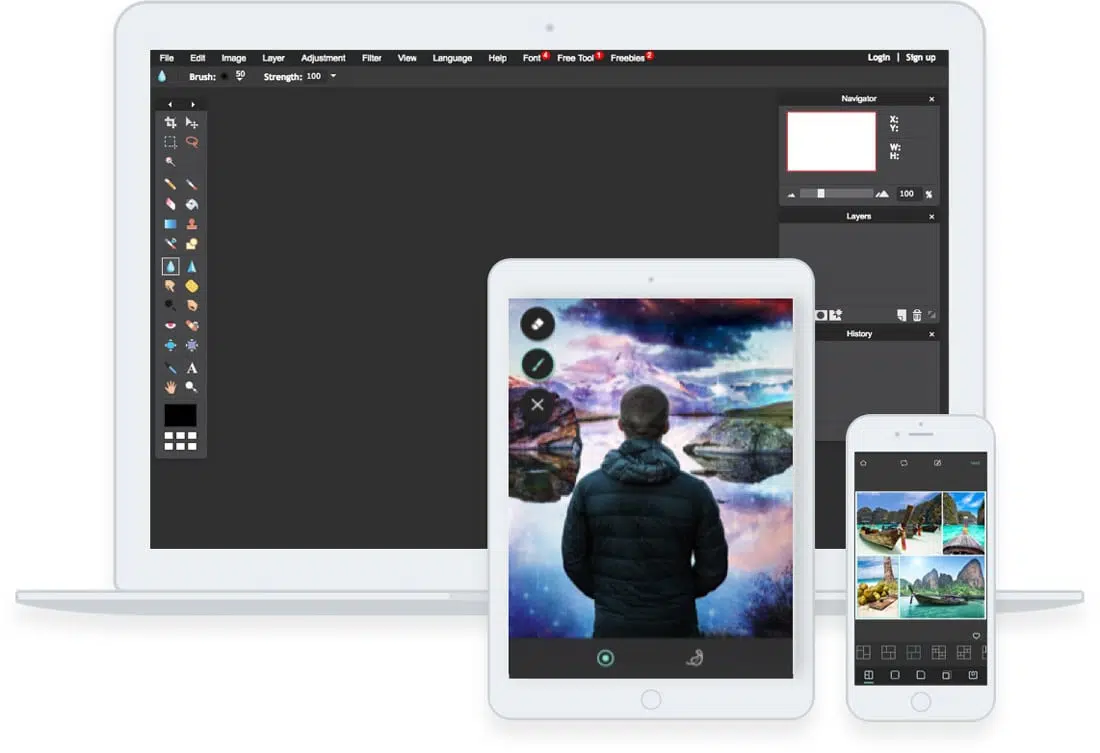 File Edit Image Layer Adjustment Filter View Language Help Font 4 Free Tool 1 Freebies 2 Login | Sign up
Brush: 50 Strength: 100
Navigator x
X:
Y:
W:
H:
100 %
Layers x
History x
A